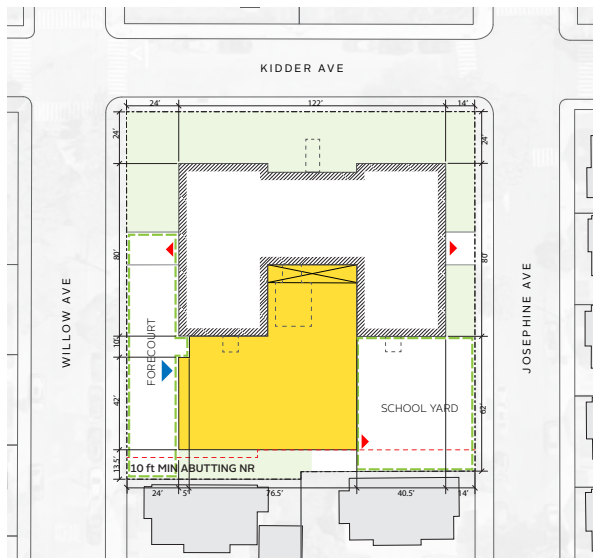 KIDDER AVE
24'
122'
14'
24'
24'
80'
80'
WILLOW AVE
JOSEPHINE AVE
FORECOURT
10'
42'
62'
SCHOOL YARD
13.5'
10 ft MIN ABUTTING NR
24'
5'
76.5'
40.5'
14'